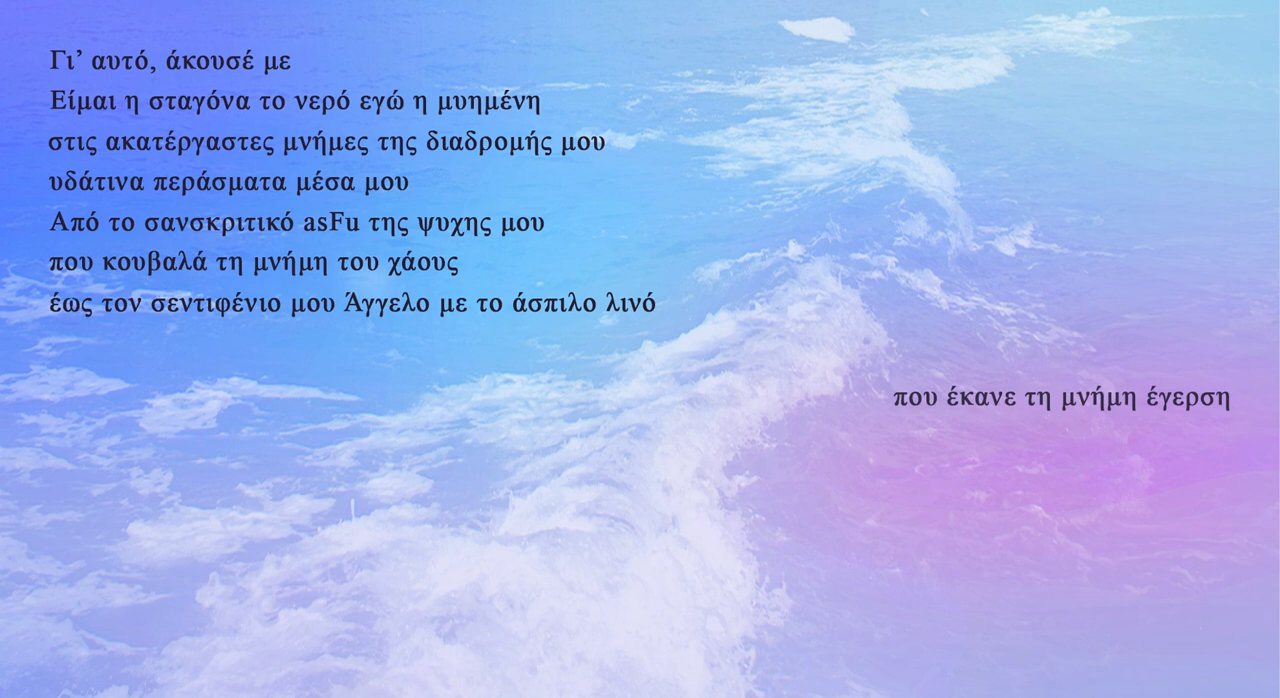 Γι’ αυτό, άκουσέ με
Είμαι η σταγόνα το νερό εγώ η μυημένη
στις ακατέργαστες μνήμες της διαδρομής μου
υδάτινα περάσματα μέσα μου
Από το σανσκριτικό asFu της ψυχης μου
που κουβαλά τη μνήμη του χάους
έως τον σεντιφένιο μου Άγγελο με το άσπιλο λινό
που έκανε τη μνήμη έγερση